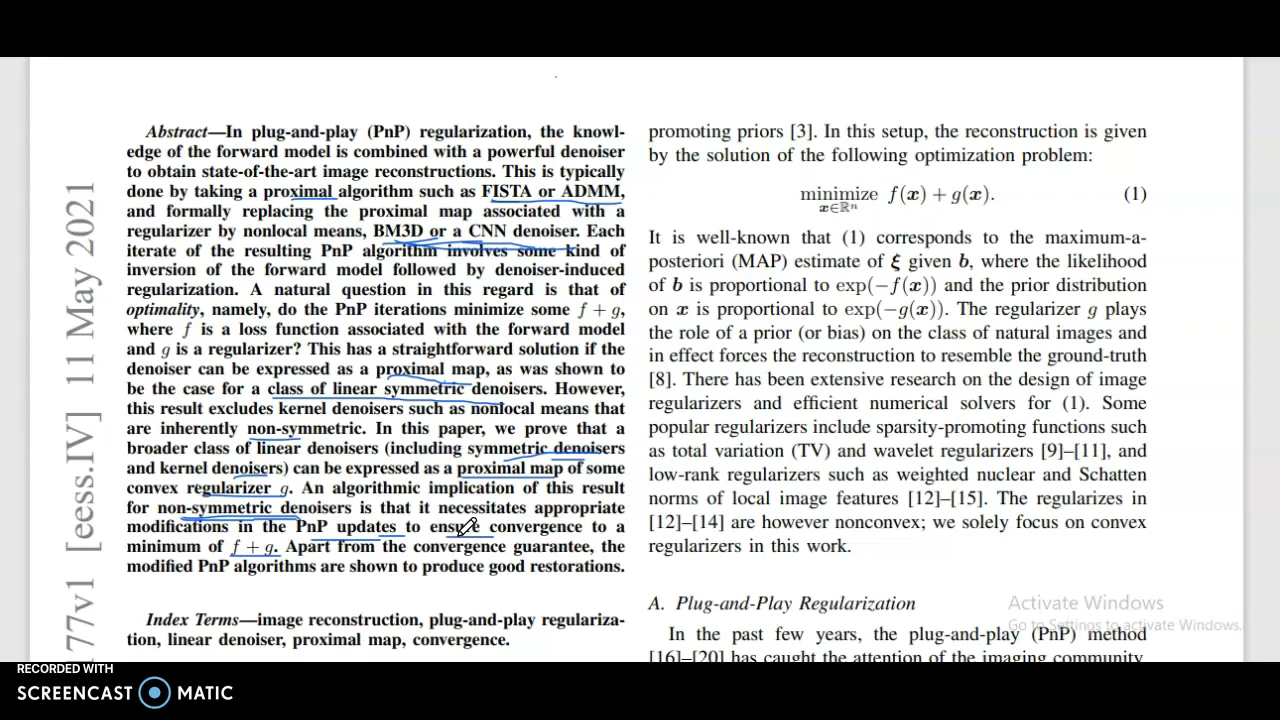 Abstract—In plug-and-play (PnP) regularization, the knowl-
edge of the forward model is combined with a powerful denoiser
to obtain state-of-the-art image reconstructions. This is typically
done by taking a proximal algorithm such as FISTA or ADMM,
and formally replacing the proximal map associated with a
regularizer by nonlocal means, BM3D or a CNN denoiser. Each
iterate of the resulting PnP algorithm involves some kind of
inversion of the forward model followed by denoiser-induced
regularization. A natural question in this regard is that of
optimality, namely, do the PnP iterations minimize some f + g,
where f is a loss function associated with the forward model
and g is a regularizer? This has a straightforward solution if the
denoiser can be expressed as a proximal map, as was shown to
be the case for a class of linear symmetric denoisers. However,
this result excludes kernel denoisers such as nonlocal means that
are inherently non-symmetric. In this paper, we prove that a
broader class of linear denoisers (including symmetric denoisers
and kernel denoisers) can be expressed as a proximal map of some
convex regularizer g. An algorithmic implication of this result
for non-symmetric denoisers is that it necessitates appropriate
modifications in the PnP updates to ensure convergence to a
minimum of f + g. Apart from the convergence guarantee, the
modified PnP algorithms are shown to produce good restorations.
Index Terms—image reconstruction, plug-and-play regulariza-
tion, linear denoiser, proximal map, convergence.
77v1 [eess.IV] 11 May 2021
promoting priors [3]. In this setup, the reconstruction is given
by the solution of the following optimization problem:
minimize f(x) + g(x). (1)
x∈ℝⁿ
It is well-known that (1) corresponds to the maximum-a-
posteriori (MAP) estimate of ξ given b, where the likelihood
of b is proportional to exp(−f(x)) and the prior distribution
on x is proportional to exp(−g(x)). The regularizer g plays
the role of a prior (or bias) on the class of natural images and
in effect forces the reconstruction to resemble the ground-truth
[8]. There has been extensive research on the design of image
regularizers and efficient numerical solvers for (1). Some
popular regularizers include sparsity-promoting functions such
as total variation (TV) and wavelet regularizers [9]–[11], and
low-rank regularizers such as weighted nuclear and Schatten
norms of local image features [12]–[15]. The regularizes in
[12]–[14] are however nonconvex; we solely focus on convex
regularizers in this work.
A. Plug-and-Play Regularization
In the past few years, the plug-and-play (PnP) method
[16]–[20] has caught the attention of the imaging community.
Activate Windows
Go to Settings to activate Windows.
RECORDED WITH
SCREENCAST MATIC